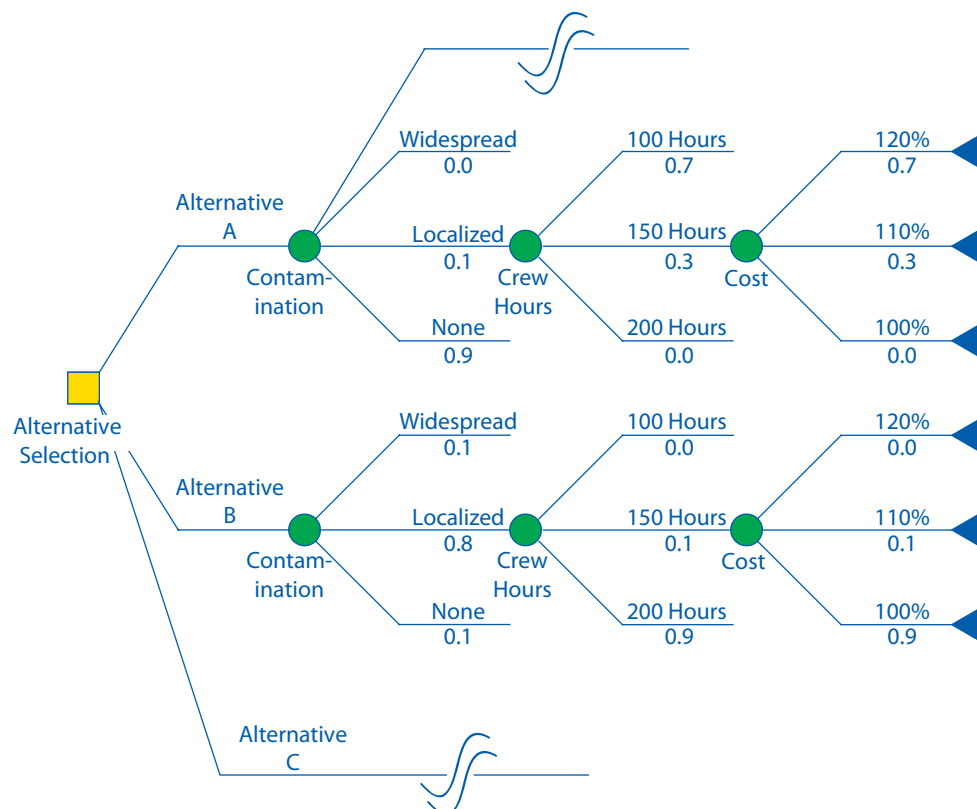 Widespread
0.0
100 Hours
0.7
120%
0.7
Alternative
A
Contam-
ination
Localized
0.1
Crew
Hours
150 Hours
0.3
Cost
110%
0.3
None
0.9
200 Hours
0.0
100%
0.0
Alternative
Selection
Widespread
0.1
100 Hours
0.0
120%
0.0
Alternative
B
Contam-
ination
Localized
0.8
Crew
Hours
150 Hours
0.1
Cost
110%
0.1
None
0.1
200 Hours
0.9
100%
0.9
Alternative
C